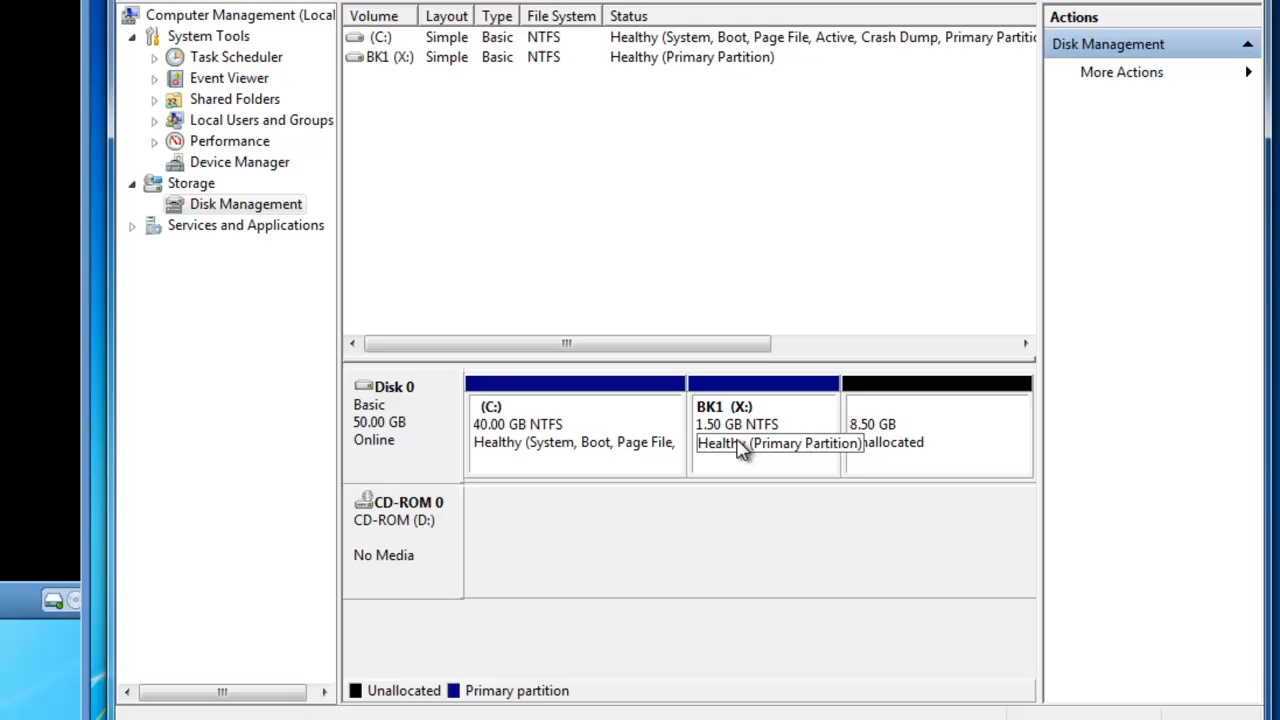 Computer Management (Local
System Tools
Task Scheduler
Event Viewer
Shared Folders
Local Users and Groups
Performance
Device Manager
Storage
Disk Management
Services and Applications
Volume Layout Type File System Status
(C:) Simple Basic NTFS Healthy (System, Boot, Page File, Active, Crash Dump, Primary Partitic
BK1 (X:) Simple Basic NTFS Healthy (Primary Partition)
Disk 0
Basic
50.00 GB
Online
(C:)
40.00 GB NTFS
Healthy (System, Boot, Page File,
BK1 (X:)
1.50 GB NTFS
Healthy (Primary Partition)
8.50 GB
nallocated
CD-ROM 0
CD-ROM (D:)
No Media
Unallocated Primary partition
Actions
Disk Management
More Actions